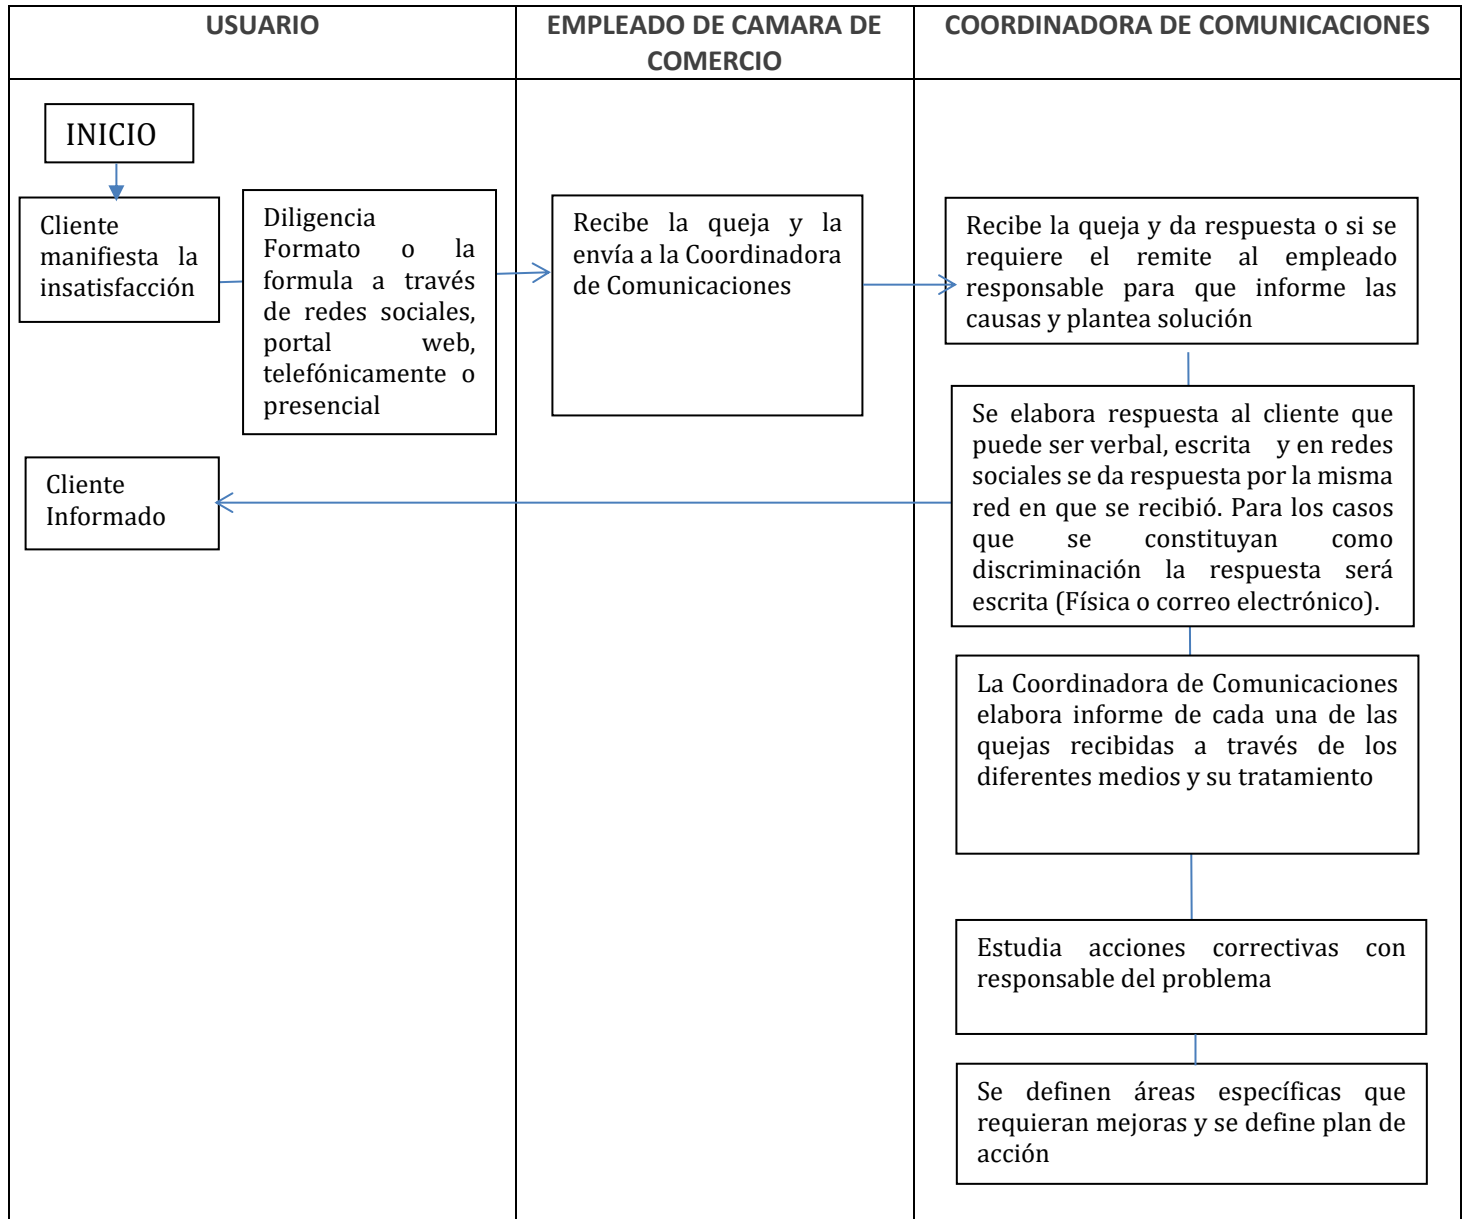 USUARIO
EMPLEADO DE CAMARA DE
COMERCIO
COORDINADORA DE COMUNICACIONES
INICIO
Cliente
manifiesta la
insatisfacción
Diligencia
Formato o la
formula a través
de redes sociales,
portal web,
telefónicamente o
presencial
Recibe la queja y la
envía a la Coordinadora
de Comunicaciones
Recibe la queja y da respuesta o si se
requiere el remite al empleado
responsable para que informe las
causas y plantea solución
Se elabora respuesta al cliente que
puede ser verbal, escrita y en redes
sociales se da respuesta por la misma
red en que se recibió. Para los casos
que se constituyan como
discriminación la respuesta será
escrita (Física o correo electrónico).
Cliente
Informado
La Coordinadora de Comunicaciones
elabora informe de cada una de las
quejas recibidas a través de los
diferentes medios y su tratamiento
Estudia acciones correctivas con
responsable del problema
Se definen áreas específicas que
requieran mejoras y se define plan de
acción